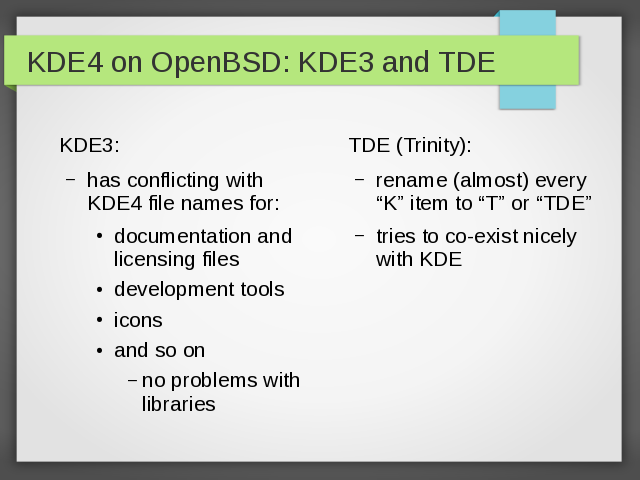 KDE4 on OpenBSD: KDE3 and TDE
KDE3:
– has conflicting with
KDE4 file names for:
• documentation and
licensing files
• development tools
• icons
• and so on
– no problems with
libraries
TDE (Trinity):
– rename (almost) every
“K” item to “T” or “TDE”
– tries to co-exist nicely
with KDE